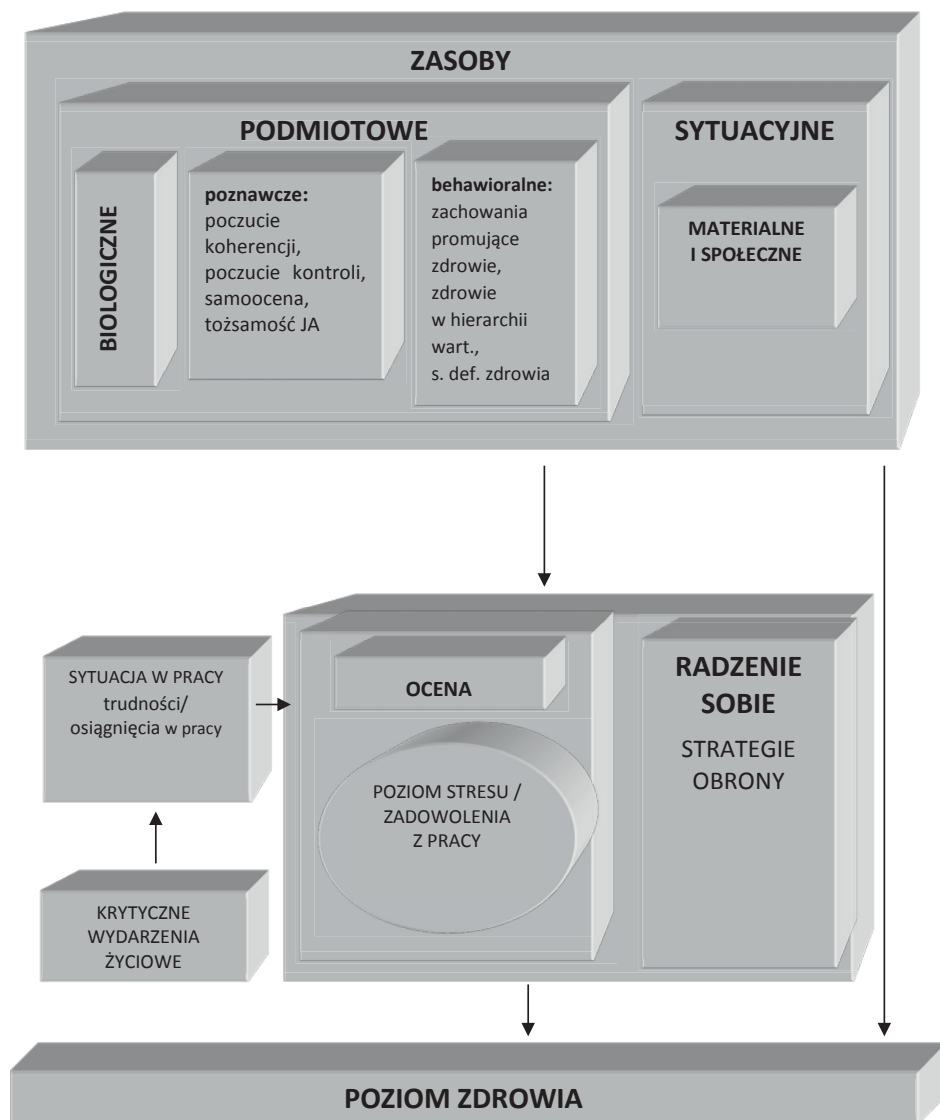 ZASOBY
PODMIOTOWE
BIOLOGICZNE
poznawcze:
poczucie
koherencji,
poczucie kontroli,
samoocena,
tożsamość JA
behawioralne:
zachowania
promujące
zdrowie,
zdrowie
w hierarchii
wart.,
s. def. zdrowia
SYTUACYJNE
MATERIALNE
I SPOŁECZNE
SYTUACJA W PRACY
trudności/
osiągnięcia w pracy
KRYTYCZNE
WYDARZENIA
ŻYCIOWE
OCENA
POZIOM STRESU /
ZADOWOLENIA
Z PRACY
RADZENIE
SOBIE
STRATEGIE
OBRONY
POZIOM ZDROWIA